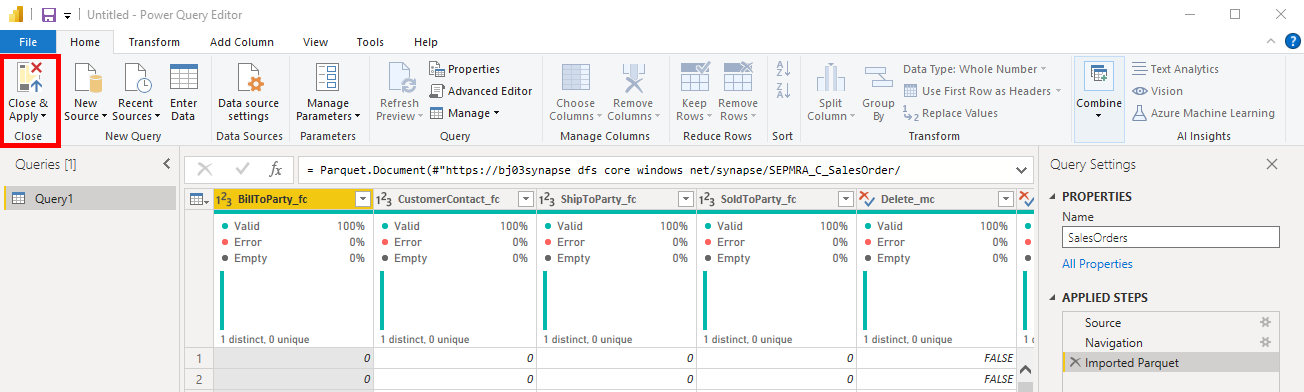 Untitled - Power Query Editor
File Home Transform Add Column View Tools Help
Close & Apply
New Source
Recent Sources
Enter Data
Data source settings
Manage Parameters
Refresh Preview
Properties
Advanced Editor
Manage
Choose Columns
Remove Columns
Keep Rows
Remove Rows
Split Column
Group By
Data Type: Whole Number
Use First Row as Headers
Replace Values
Combine
Text Analytics
Vision
Azure Machine Learning
Close New Query Data Sources Parameters Query Manage Columns Reduce Rows Sort Transform AI Insights
Queries [1]
Query1
= Parquet.Document(#"https://bj03synapse dfs core windows net/synapse/SEPMRA_C_SalesOrder/
BillToParty_fc CustomerContact_fc ShipToParty_fc SoldToParty_fc Delete_mc
Valid 100% Valid 100% Valid 100% Valid 100% Valid 100%
Error 0% Error 0% Error 0% Error 0% Error 0%
Empty 0% Empty 0% Empty 0% Empty 0% Empty 0%
1 distinct, 0 unique 1 distinct, 0 unique 1 distinct, 0 unique 1 distinct, 0 unique 1 distinct, 0 unique
1 0 0 0 0 FALSE
2 0 0 0 0 FALSE
Query Settings
PROPERTIES
Name
SalesOrders
All Properties
APPLIED STEPS
Source
Navigation
Imported Parquet